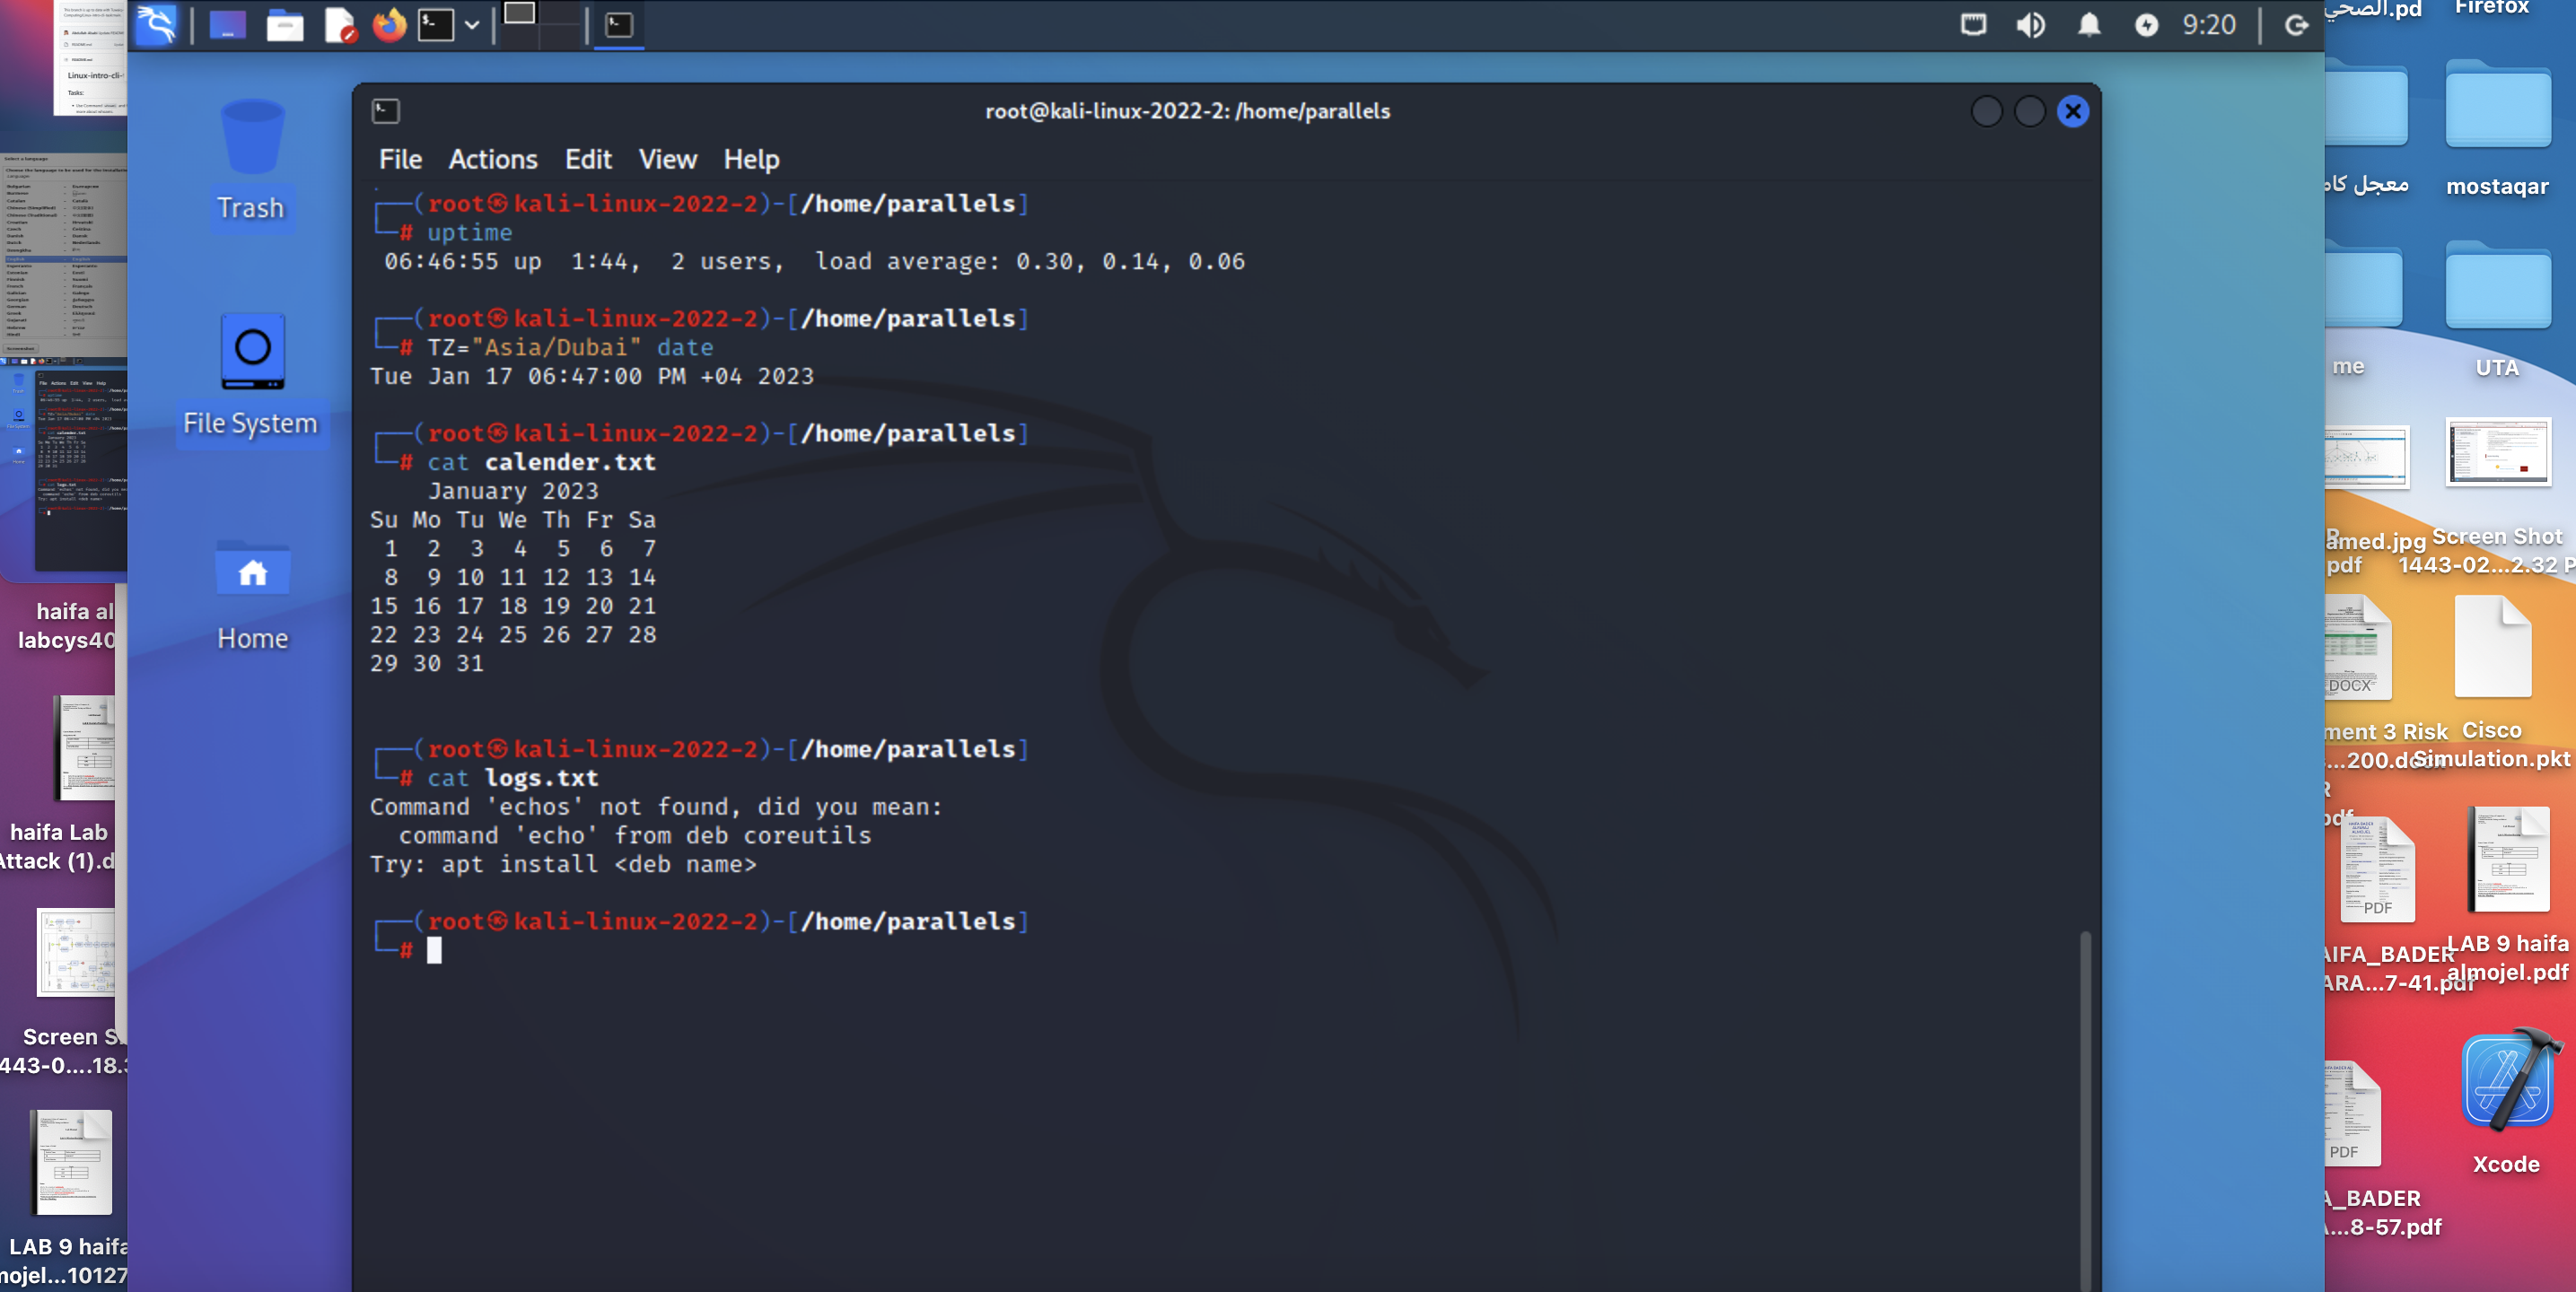 9:20
root@kali-linux-2022-2: /home/parallels
File Actions Edit View Help
┌──(root㉿kali-linux-2022-2)-[/home/parallels]
└─# uptime
 06:46:55 up  1:44,  2 users,  load average: 0.30, 0.14, 0.06
┌──(root㉿kali-linux-2022-2)-[/home/parallels]
└─# TZ="Asia/Dubai" date
Tue Jan 17 06:47:00 PM +04 2023
┌──(root㉿kali-linux-2022-2)-[/home/parallels]
└─# cat calender.txt
    January 2023
Su Mo Tu We Th Fr Sa
 1  2  3  4  5  6  7
 8  9 10 11 12 13 14
15 16 17 18 19 20 21
22 23 24 25 26 27 28
29 30 31
┌──(root㉿kali-linux-2022-2)-[/home/parallels]
└─# cat logs.txt
Command 'echos' not found, did you mean:
  command 'echo' from deb coreutils
Try: apt install <deb name>
┌──(root㉿kali-linux-2022-2)-[/home/parallels]
└─#
Trash
File System
Home
Linux-intro-cli-
Tasks:
Select a language
haifa al
labcys40
haifa Lab
Attack (1).d
Screen S
443-0....18.
LAB 9 haifa
mojel...10127
الصحي.pd
Firefox
معجل كام
mostaqar
me
UTA
amed.jpg
pdf
Screen Shot
1443-02...2.32 P
DOCX
ment 3 Risk
...200.docx
Cisco
Simulation.pkt
PDF
AIFA_BADER
ARA...7-41.pdf
LAB 9 haifa
almojel.pdf
PDF
A_BADER
...8-57.pdf
Xcode